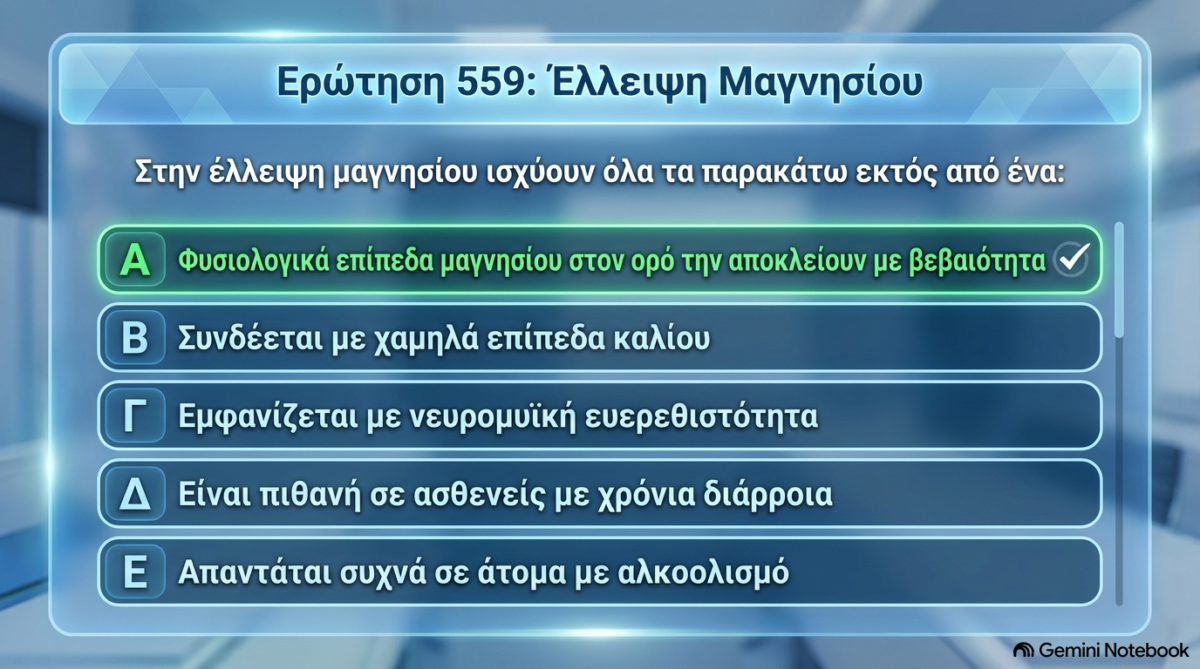 Ερώτηση 559: Έλλειψη Μαγνησίου
Στην έλλειψη μαγνησίου ισχύουν όλα τα παρακάτω εκτός από ένα:
Α Φυσιολογικά επίπεδα μαγνησίου στον ορό την αποκλείουν με βεβαιότητα
Β Συνδέεται με χαμηλά επίπεδα καλίου
Γ Εμφανίζεται με νευρομυϊκή ευερεθιστότητα
Δ Είναι πιθανή σε ασθενείς με χρόνια διάρροια
Ε Απαντάται συχνά σε άτομα με αλκοολισμό
Gemini Notebook